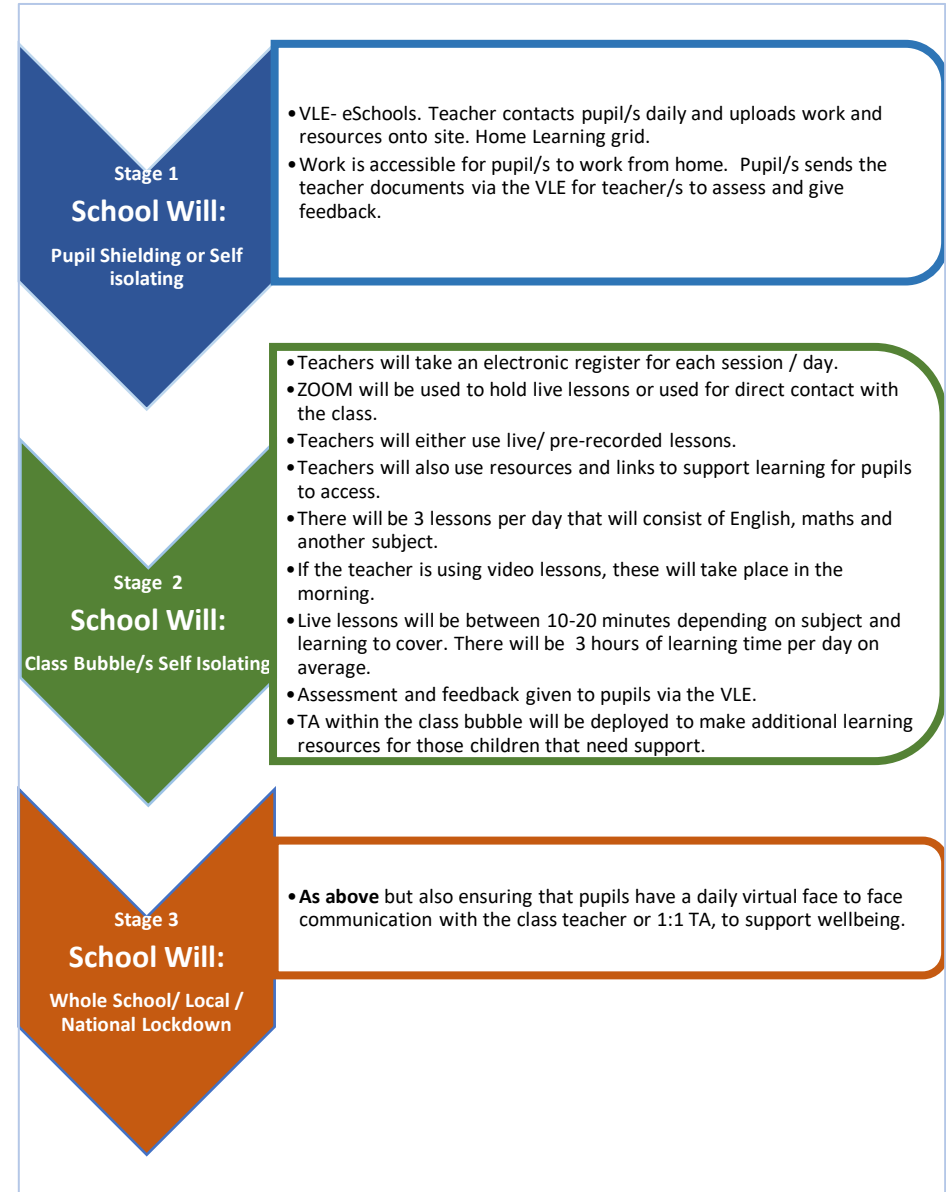 Stage 1
School Will:
Pupil Shielding or Self
isolating
•VLE- eSchools. Teacher contacts pupil/s daily and uploads work and
resources onto site. Home Learning grid.
•Work is accessible for pupil/s to work from home.  Pupil/s sends the
teacher documents via the VLE for teacher/s to assess and give
feedback.
Stage  2
School Will:
Class Bubble/s Self Isolating
•Teachers will take an electronic register for each session / day.
•ZOOM will be used to hold live lessons or used for direct contact with
the class.
•Teachers will either use live/ pre-recorded lessons.
•Teachers will also use resources and links to support learning for pupils
to access.
•There will be 3 lessons per day that will consist of English, maths and
another subject.
•If the teacher is using video lessons, these will take place in the
morning.
•Live lessons will be between 10-20 minutes depending on subject and
learning to cover. There will be  3 hours of learning time per day on
average.
•Assessment and feedback given to pupils via the VLE.
•TA within the class bubble will be deployed to make additional learning
resources for those children that need support.
Stage 3
School Will:
Whole School/ Local /
National Lockdown
•As above but also ensuring that pupils have a daily virtual face to face
communication with the class teacher or 1:1 TA, to support wellbeing.